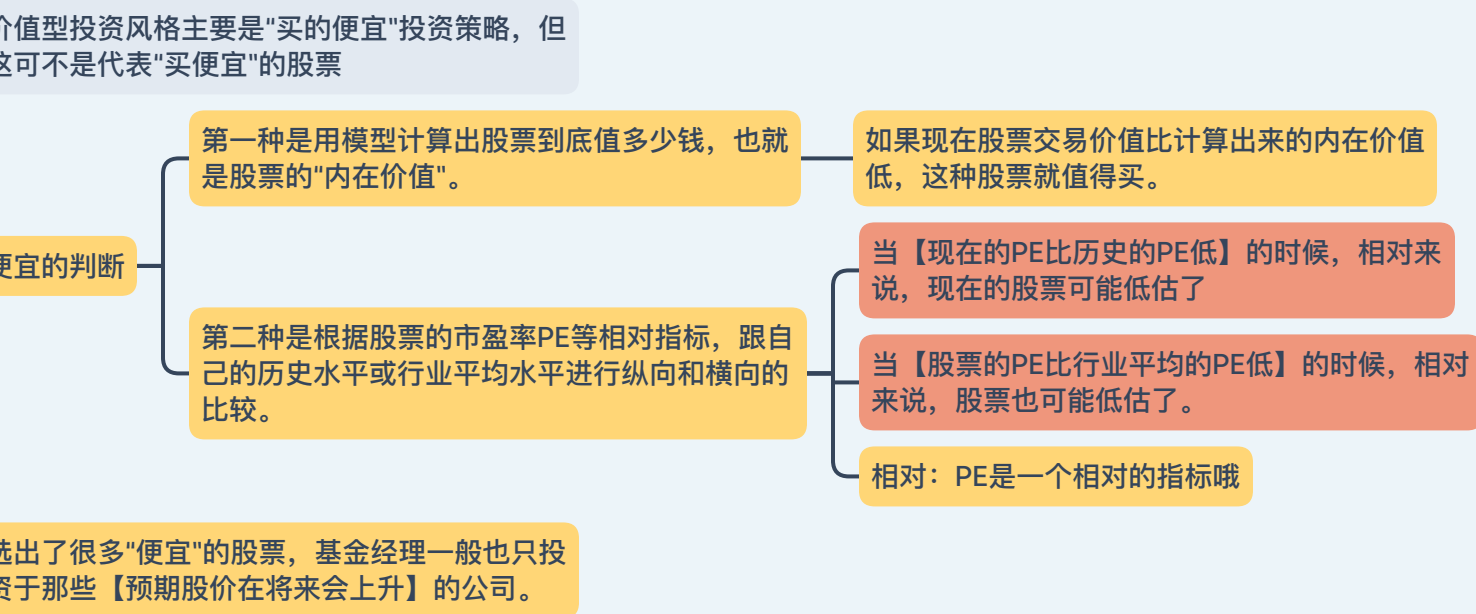 价值型投资风格主要是“买的便宜"投资策略，但
这可不是代表“买便宜"的股票
第一种是用模型计算出股票到底值多少钱，也就
是股票的"内在价值"。
如果现在股票交易价值比计算出来的内在价值
低，这种股票就值得买。
便宜的判断
第二种是根据股票的市盈率PE等相对指标，跟自
己的历史水平或行业平均水平进行纵向和横向的
比较。
当【现在的PE比历史的PE低】的时候，相对来
说，现在的股票可能低估了
当【股票的PE比行业平均的PE低】的时候，相对
来说，股票也可能低估了。
相对：PE是一个相对的指标哦
选出了很多“便宜"的股票，基金经理一般也只投
资于那些【预期股价在将来会上升】的公司。